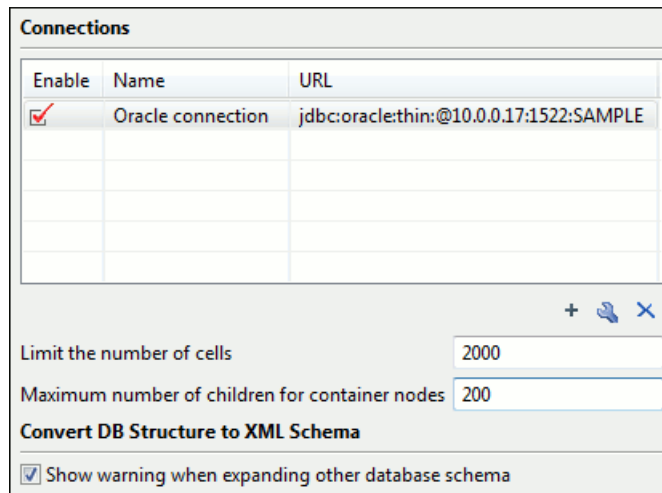 Connections
Enable Name URL
Oracle connection jdbc:oracle:thin:@10.0.0.17:1522:SAMPLE
Limit the number of cells 2000
Maximum number of children for container nodes 200
Convert DB Structure to XML Schema
Show warning when expanding other database schema